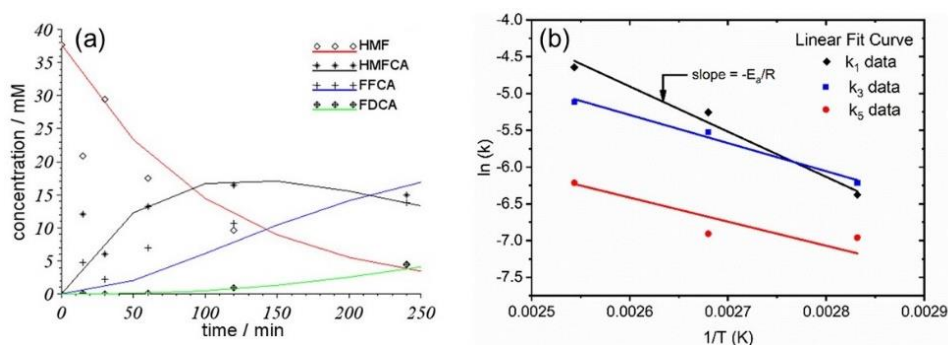 (a)
HMF
HMFCA
FFCA
FDCA
concentration / mM
40
35
30
25
20
15
10
5
0
0 50 100 150 200 250
time / min
(b)
Linear Fit Curve
k₁ data
k₃ data
k₅ data
slope = -Eₐ/R
ln (k)
-4.0
-4.5
-5.0
-5.5
-6.0
-6.5
-7.0
-7.5
0.0025 0.0026 0.0027 0.0028 0.0029
1/T (K)